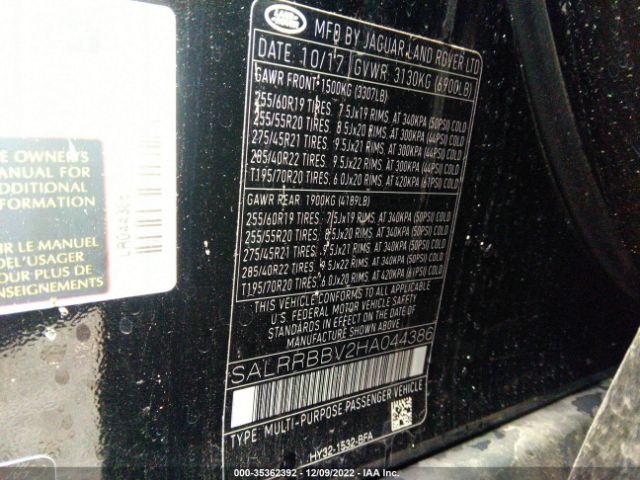 LAND
ROVER
MFD BY JAGUAR LAND ROVER LTD
DATE: 10/17 GVWR: 3130KG (6900LB)
GAWR FRONT: 1500KG (3307LB)
255/60R19 TIRES: 7.5Jx19 RIMS, AT 340KPA (50PSI) COLD
255/55R20 TIRES: 8.5Jx20 RIMS, AT 300KPA (44PSI) COLD
275/45R21 TIRES: 9.5Jx21 RIMS, AT 300KPA (44PSI) COLD
285/40R22 TIRES: 9.5Jx22 RIMS, AT 300KPA (44PSI) COLD
T195/70R20 TIRES: 6.0Jx20 RIMS, AT 420KPA (61PSI) COLD
GAWR REAR: 1900KG (4189LB)
255/60R19 TIRES: 7.5Jx19 RIMS, AT 340KPA (50PSI) COLD
255/55R20 TIRES: 8.5Jx20 RIMS, AT 340KPA (50PSI) COLD
275/45R21 TIRES: 9.5Jx21 RIMS, AT 340KPA (50PSI) COLD
285/40R22 TIRES: 9.5Jx22 RIMS, AT 340KPA (50PSI) COLD
T195/70R20 TIRES: 6.0Jx20 RIMS, AT 420KPA (61PSI) COLD
THIS VEHICLE CONFORMS TO ALL APPLICABLE
U.S. FEDERAL MOTOR VEHICLE SAFETY
STANDARDS IN EFFECT ON THE DATE OF
MANUFACTURE SHOWN ABOVE.
SALRRBBV2HA044386
TYPE: MULTI-PURPOSE PASSENGER VEHICLE
HY32-1532-BFA
E OWNER'S
MANUAL FOR
ADDITIONAL
INFORMATION
R LE MANUEL
DE L'USAGER
POUR PLUS DE
NSEIGNEMENTS
000-35362392 / 12/09/2022 - IAA Inc.